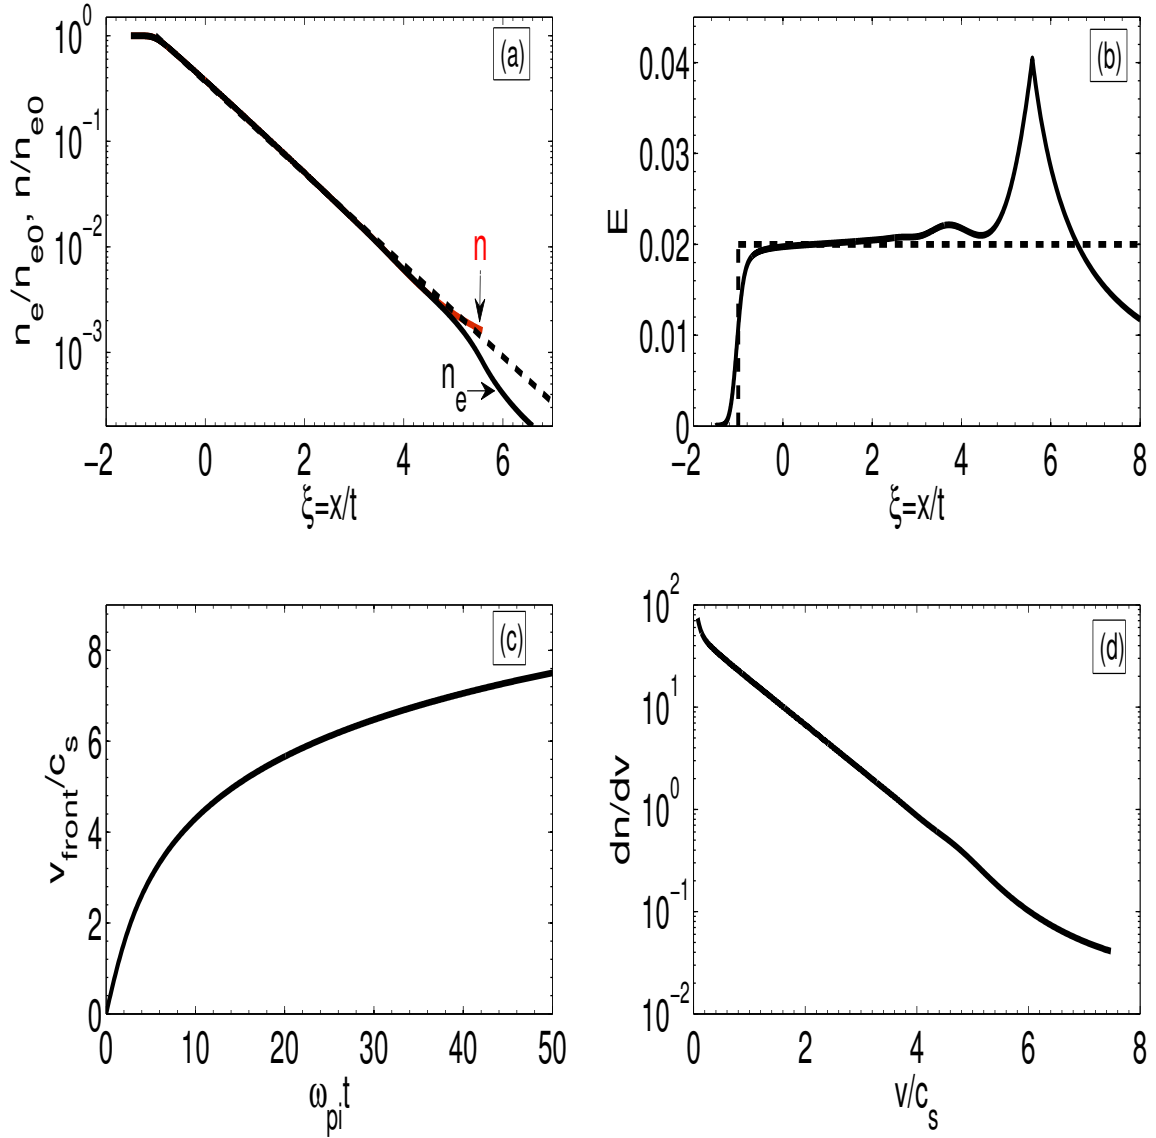 (a)
n_e/n_e0, n/n_e0
10^0
10^−1
10^−2
10^−3
n
n_e
−2 0 2 4 6
ξ=x/t
(b)
E
0.04
0.03
0.02
0.01
0
−2 0 2 4 6 8
ξ=x/t
(c)
v_front/c_s
8
6
4
2
0
0 10 20 30 40 50
ω_pi t
(d)
dn/dv
10^2
10^1
10^0
10^−1
10^−2
0 2 4 6 8
v/c_s